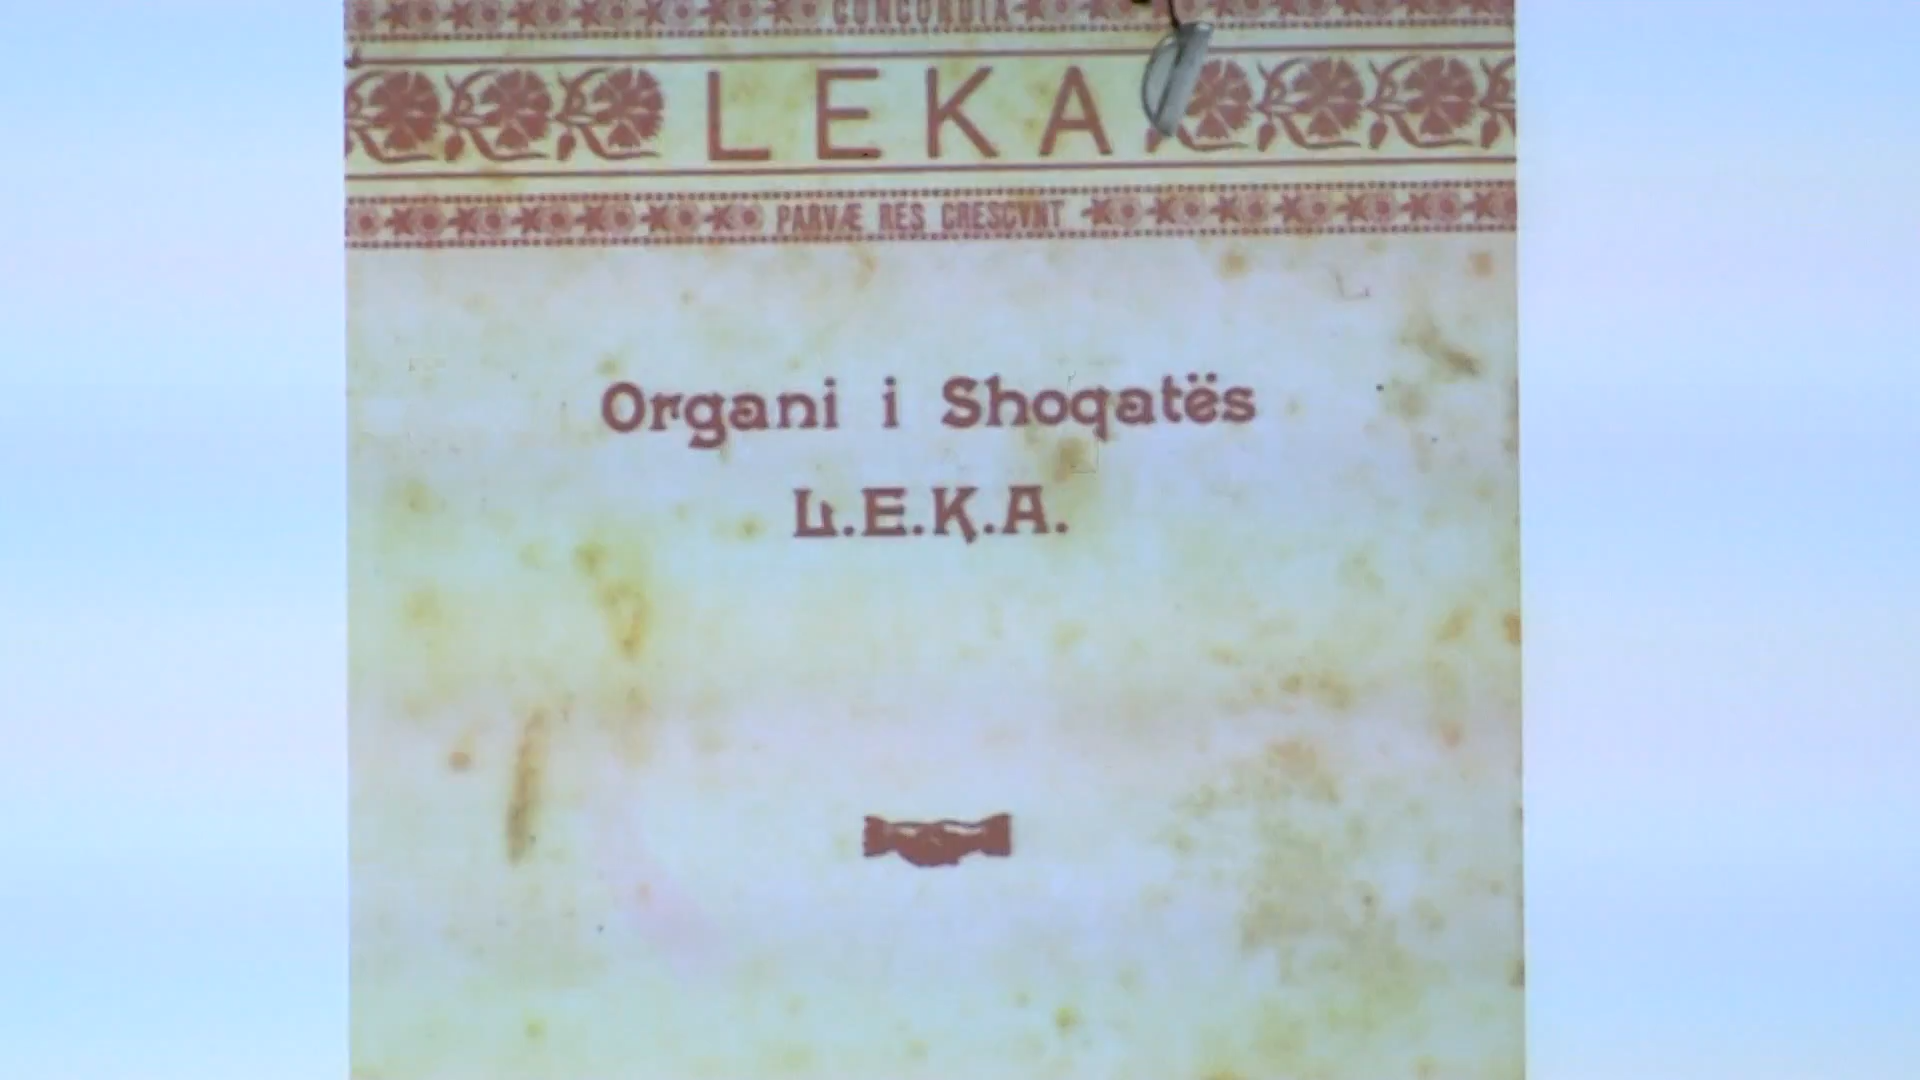 CONCORDIA
LEKA
PARVÆ RES CRESCVNT
Organi i Shoqatës
L.E.K.A.